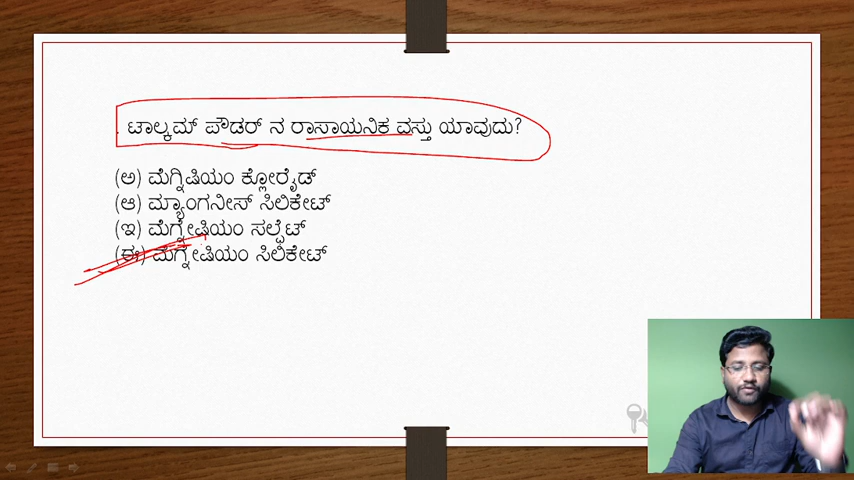 ಟಾಲ್ಕಮ್ ಪೌಡರ್ ನ ರಾಸಾಯನಿಕ ವಸ್ತು ಯಾವುದು?
(ಅ) ಮೆಗ್ನಿಷಿಯಂ ಕ್ಲೋರೈಡ್
(ಆ) ಮ್ಯಾಂಗನೀಸ್ ಸಿಲಿಕೇಟ್
(ಇ) ಮೆಗ್ನೇಷಿಯಂ ಸಲ್ಫೆಟ್
(ಈ) ಮೆಗ್ನೇಷಿಯಂ ಸಿಲಿಕೇಟ್